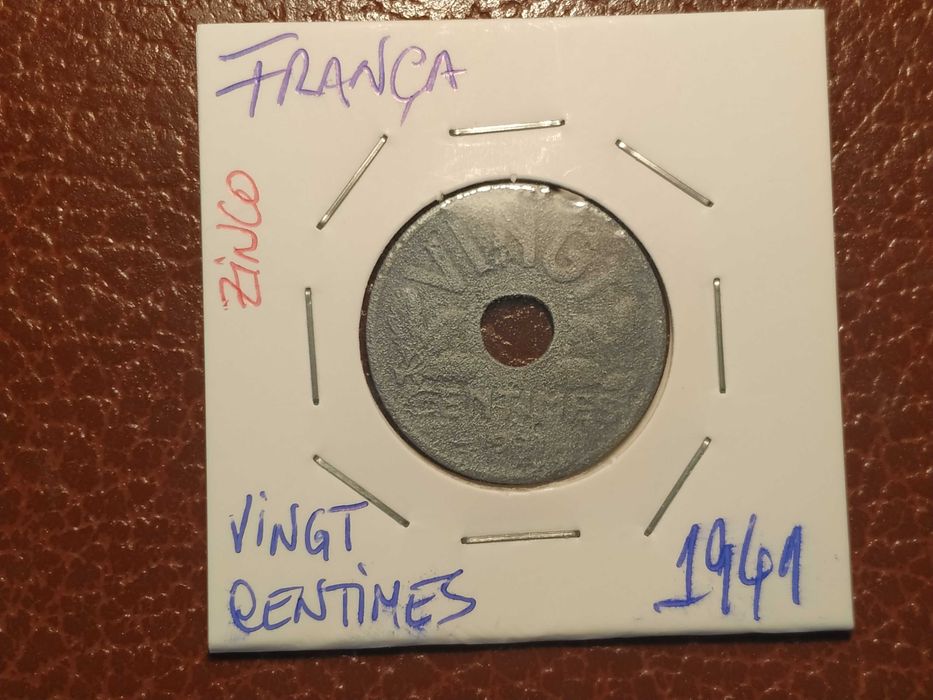 FRANÇA
ZINCO
VINGT
CENTIMES
VINGT
CENTIMES
1941